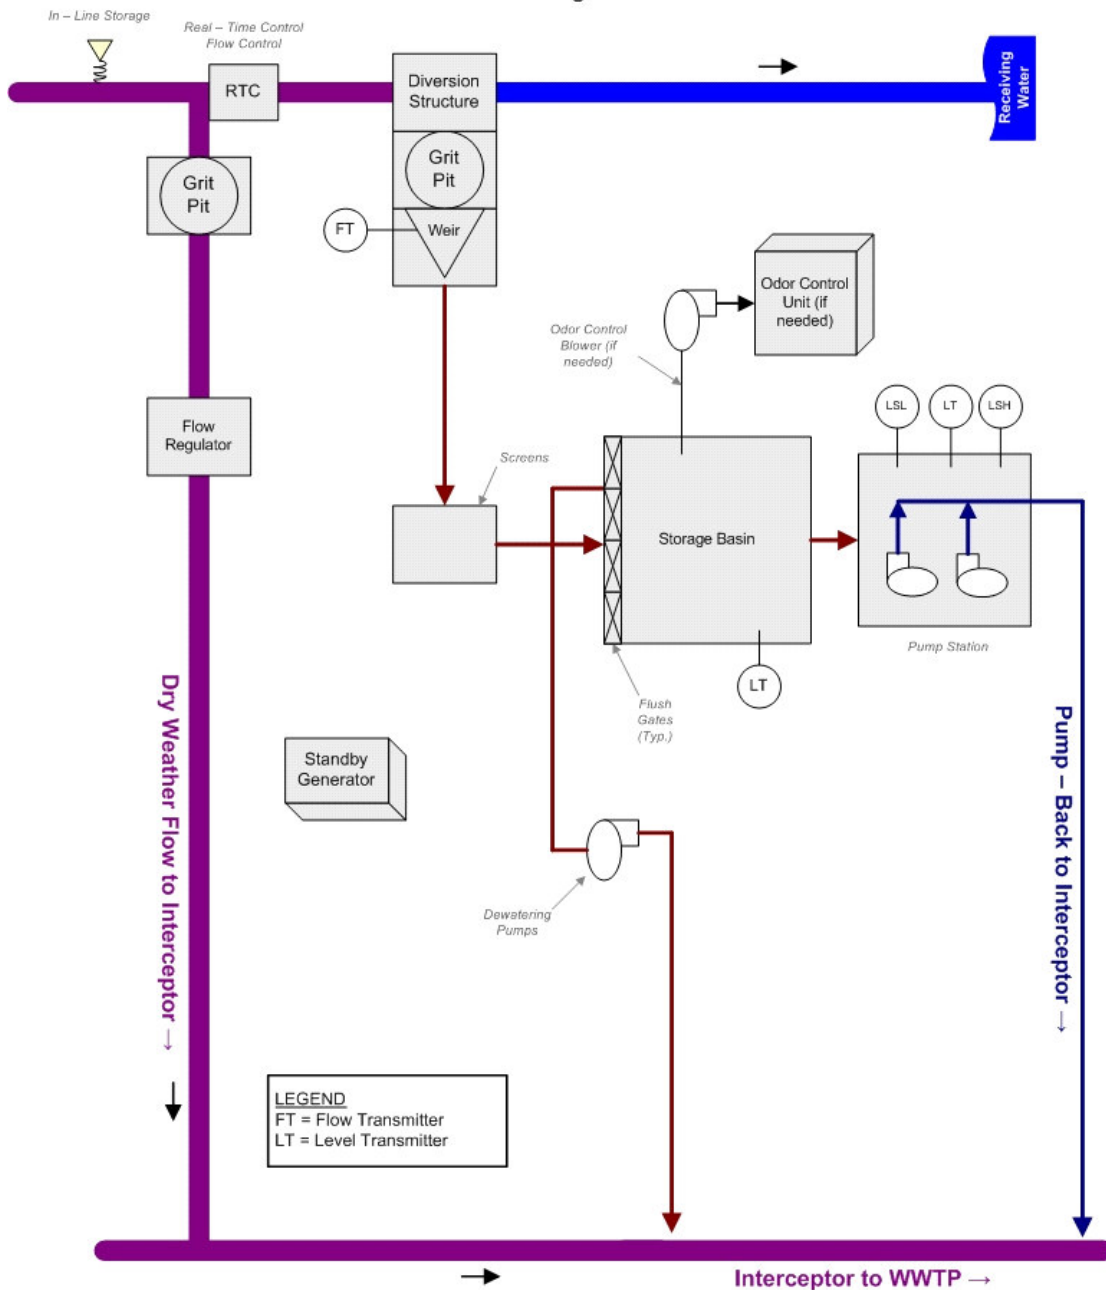 In – Line Storage
Real – Time Control
Flow Control
RTC
Diversion
Structure
Receiving
Water
Grit
Pit
Grit
Pit
FT
Weir
Odor Control
Unit (if
needed)
Odor Control
Blower (if
needed)
Flow
Regulator
LSL
LT
LSH
Screens
Storage Basin
Pump Station
LT
Flush
Gates
(Typ.)
Dry Weather Flow to Interceptor →
Standby
Generator
Pump – Back to Interceptor →
Dewatering
Pumps
LEGEND
FT = Flow Transmitter
LT = Level Transmitter
Interceptor to WWTP →